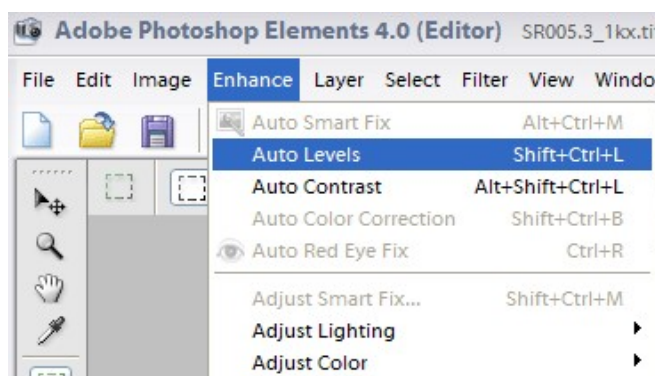 Adobe Photoshop Elements 4.0 (Editor) SR005.3_1kx.ti
File Edit Image Enhance Layer Select Filter View Windo
Auto Smart Fix Alt+Ctrl+M
Auto Levels Shift+Ctrl+L
Auto Contrast Alt+Shift+Ctrl+L
Auto Color Correction Shift+Ctrl+B
Auto Red Eye Fix Ctrl+R
Adjust Smart Fix... Shift+Ctrl+M
Adjust Lighting
Adjust Color